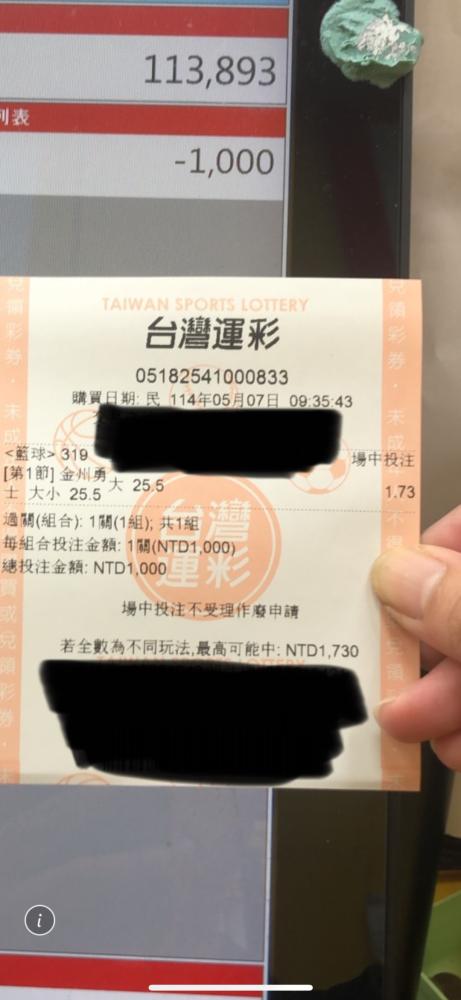 113,893
列表
-1,000
TAIWAN SPORTS LOTTERY
台灣運彩
05182541000833
購買日期: 民 114年05月07日 09:35:43
<籃球> 319
場中投注
[第1節] 金州勇
大 25.5
士 大小 25.5
1.73
過關(組合): 1關(1組); 共1組
每組合投注金額: 1關(NTD1,000)
總投注金額: NTD1,000
台灣
運彩
場中投注不受理作廢申請
若全數為不同玩法,最高可能中: NTD1,730